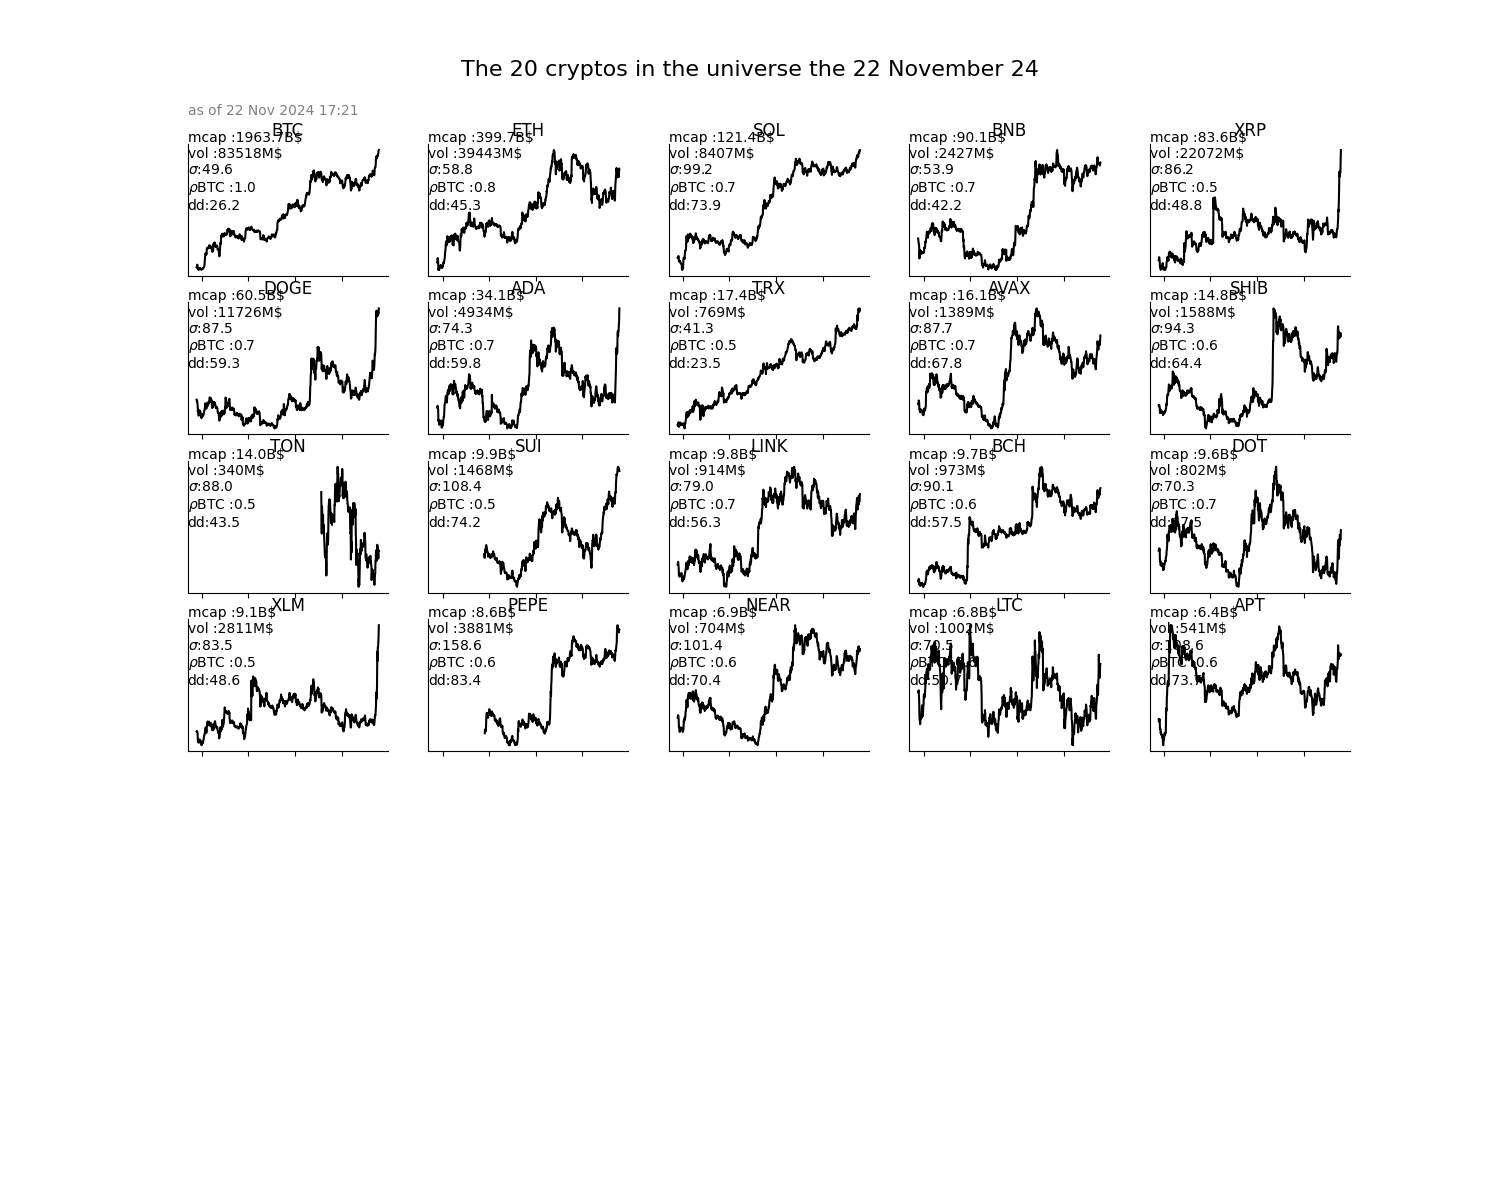 The 20 cryptos in the universe the 22 November 24
as of 22 Nov 2024 17:21
BTC
mcap :1963.7B$
vol :83518M$
σ:49.6
ρBTC :1.0
dd:26.2
ETH
mcap :399.7B$
vol :39443M$
σ:58.8
ρBTC :0.8
dd:45.3
SOL
mcap :121.4B$
vol :8407M$
σ:99.2
ρBTC :0.7
dd:73.9
BNB
mcap :90.1B$
vol :2427M$
σ:53.9
ρBTC :0.7
dd:42.2
XRP
mcap :83.6B$
vol :22072M$
σ:86.2
ρBTC :0.5
dd:48.8
DOGE
mcap :60.5B$
vol :11726M$
σ:87.5
ρBTC :0.7
dd:59.3
ADA
mcap :34.1B$
vol :4934M$
σ:74.3
ρBTC :0.7
dd:59.8
TRX
mcap :17.4B$
vol :769M$
σ:41.3
ρBTC :0.5
dd:23.5
AVAX
mcap :16.1B$
vol :1389M$
σ:87.7
ρBTC :0.7
dd:67.8
SHIB
mcap :14.8B$
vol :1588M$
σ:94.3
ρBTC :0.6
dd:64.4
TON
mcap :14.0B$
vol :340M$
σ:88.0
ρBTC :0.5
dd:43.5
SUI
mcap :9.9B$
vol :1468M$
σ:108.4
ρBTC :0.5
dd:74.2
LINK
mcap :9.8B$
vol :914M$
σ:79.0
ρBTC :0.7
dd:56.3
BCH
mcap :9.7B$
vol :973M$
σ:90.1
ρBTC :0.6
dd:57.5
DOT
mcap :9.6B$
vol :802M$
σ:70.3
ρBTC :0.7
XLM
mcap :9.1B$
vol :2811M$
σ:83.5
ρBTC :0.5
dd:48.6
PEPE
mcap :8.6B$
vol :3881M$
σ:158.6
ρBTC :0.6
dd:83.4
NEAR
mcap :6.9B$
vol :704M$
σ:101.4
ρBTC :0.6
dd:70.4
LTC
mcap :6.8B$
vol :1002M$
APT
mcap :6.4B$
vol :541M$
ρBTC :0.6